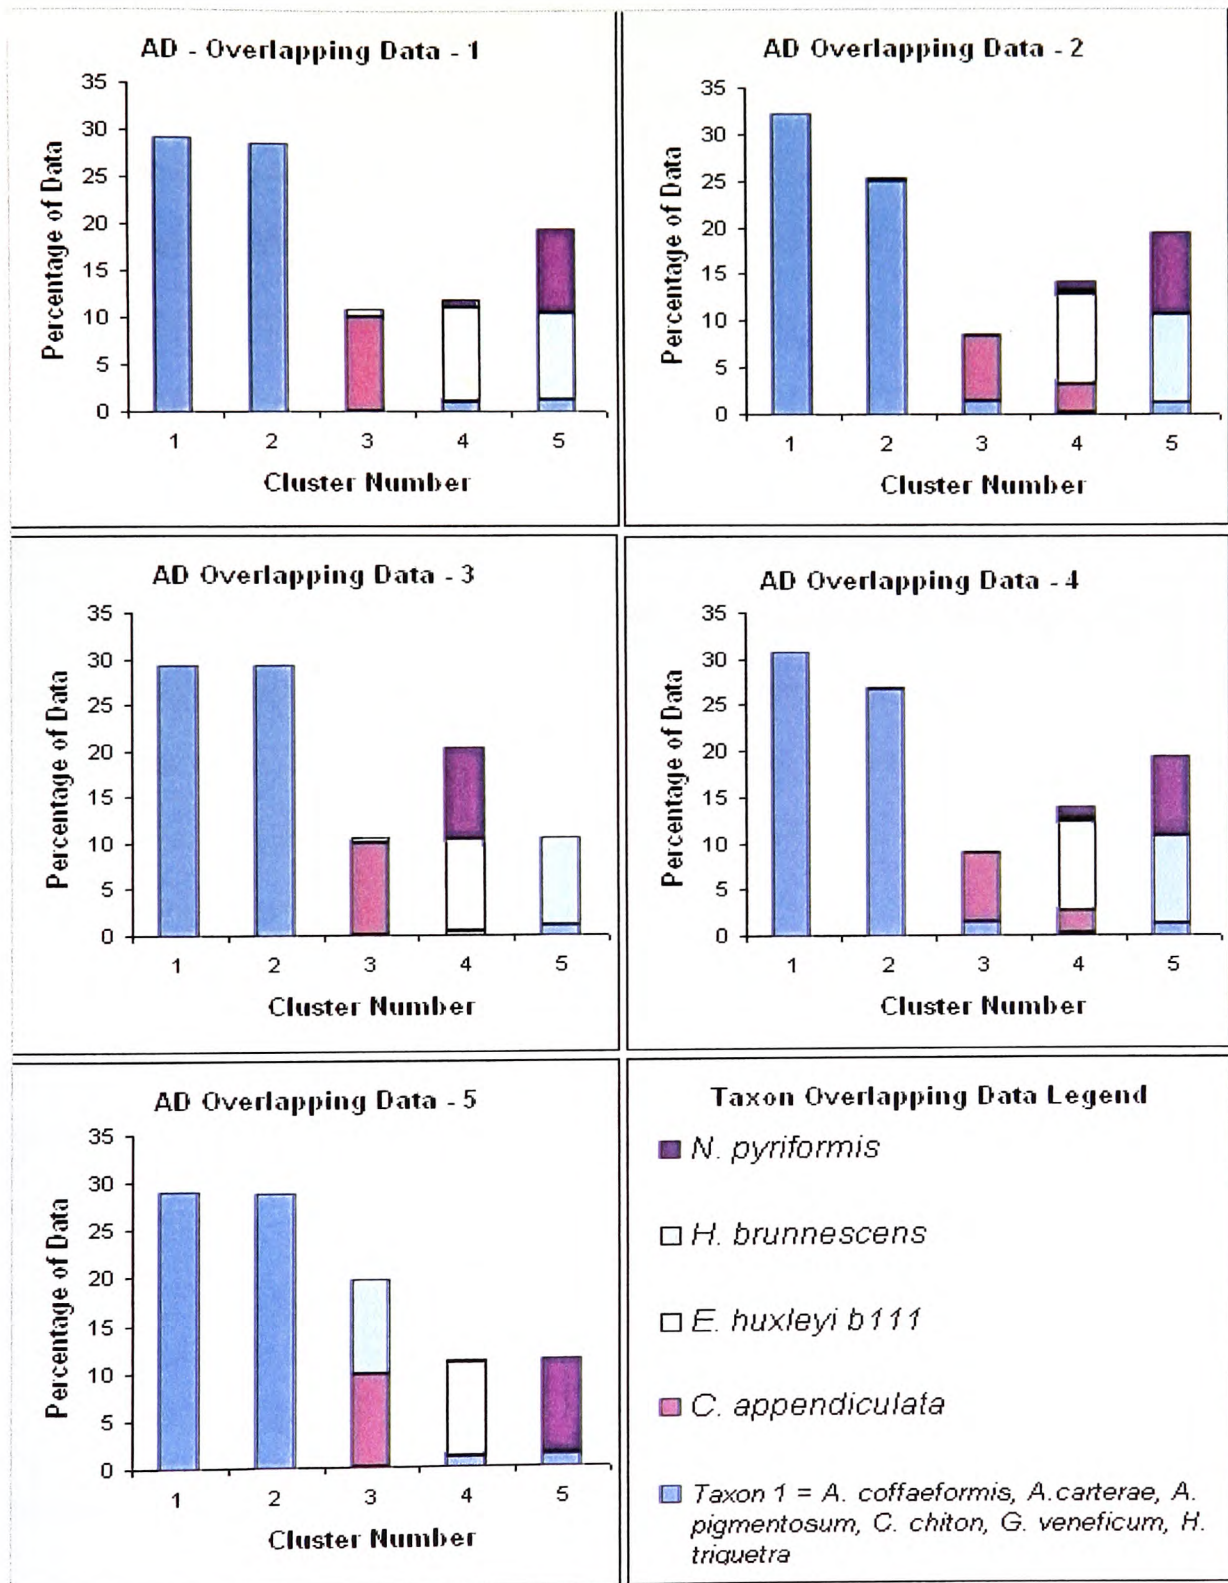 AD - Overlapping Data - 1
Percentage of Data
35
30
25
20
15
10
5
0
1 2 3 4 5
Cluster Number
AD Overlapping Data - 2
Percentage of Data
35
30
25
20
15
10
5
0
1 2 3 4 5
Cluster Number
AD Overlapping Data - 3
Percentage of Data
35
30
25
20
15
10
5
0
1 2 3 4 5
Cluster Number
AD Overlapping Data - 4
Percentage of Data
35
30
25
20
15
10
5
0
1 2 3 4 5
Cluster Number
AD Overlapping Data - 5
Percentage of Data
35
30
25
20
15
10
5
0
1 2 3 4 5
Cluster Number
Taxon Overlapping Data Legend
N. pyriformis
H. brunnescens
E. huxleyi b111
C. appendiculata
Taxon 1 = A. coffaeformis, A.carterae, A.
pigmentosum, C. chiton, G. veneficum, H.
triquetra